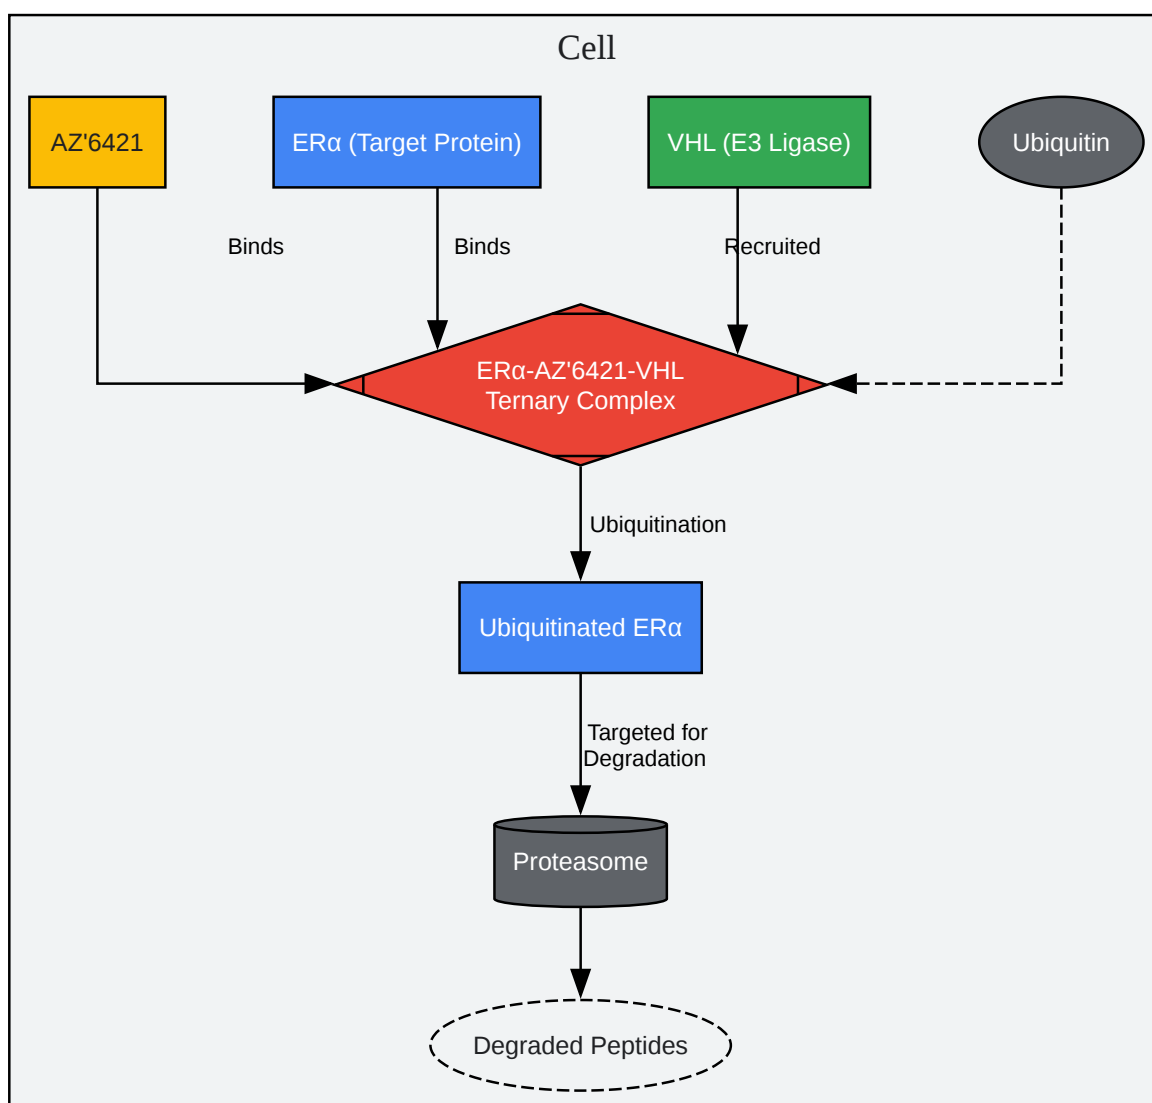 Cell
AZ'6421
ERα (Target Protein)
VHL (E3 Ligase)
Ubiquitin
Binds
Binds
Recruited
ERα-AZ'6421-VHL
Ternary Complex
Ubiquitination
Ubiquitinated ERα
Targeted for
Degradation
Proteasome
Degraded Peptides